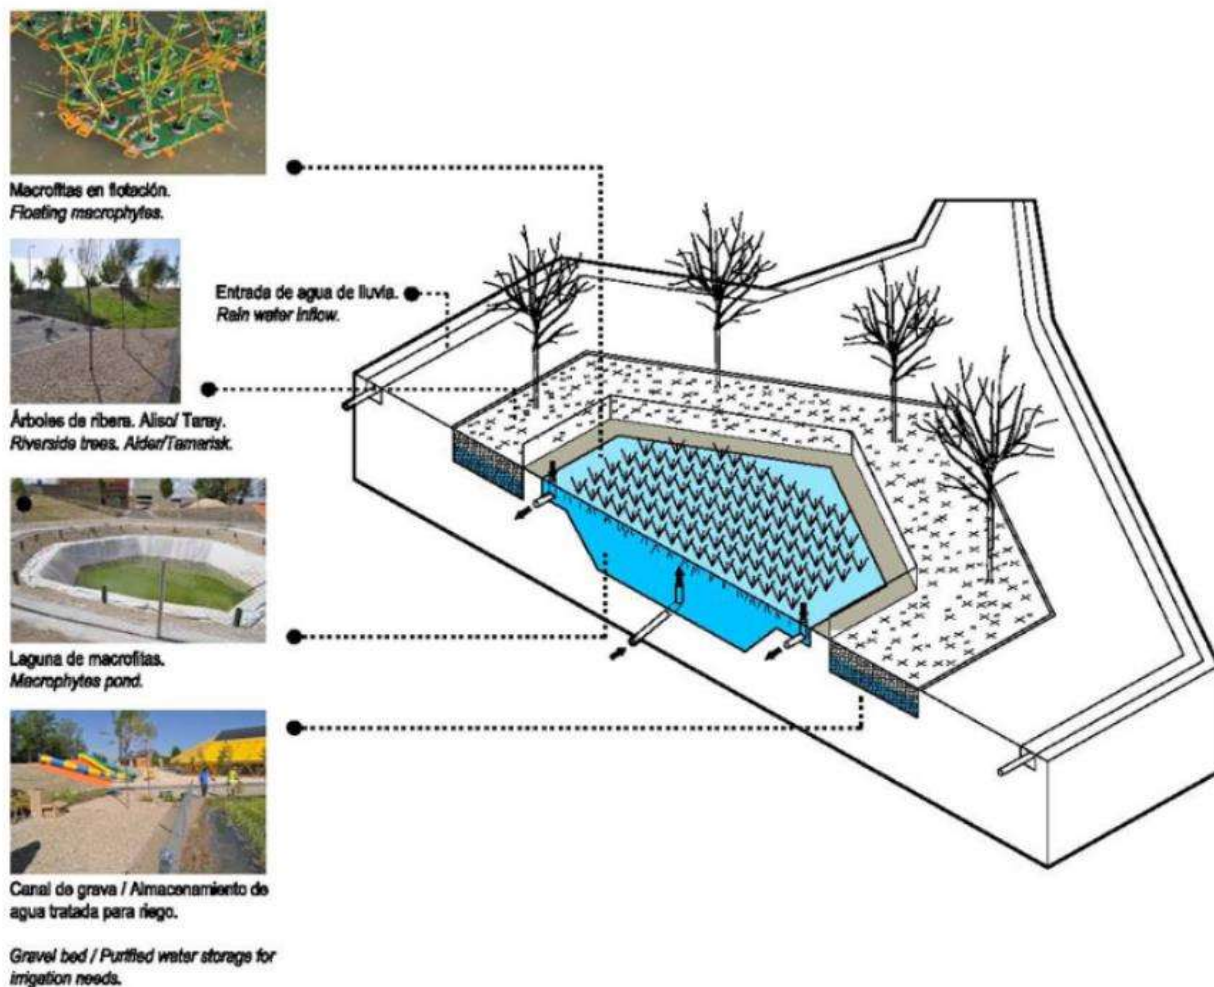 Macrofitas en flotación.
Floating macrophytes.
Entrada de agua de lluvia.
Rain water inflow.
Árboles de ribera. Aliso/ Taray.
Riverside trees. Alder/Tamarisk.
Laguna de macrofitas.
Macrophytes pond.
Canal de grava / Almacenamiento de
agua tratada para riego.
Gravel bed / Purified water storage for
irrigation needs.